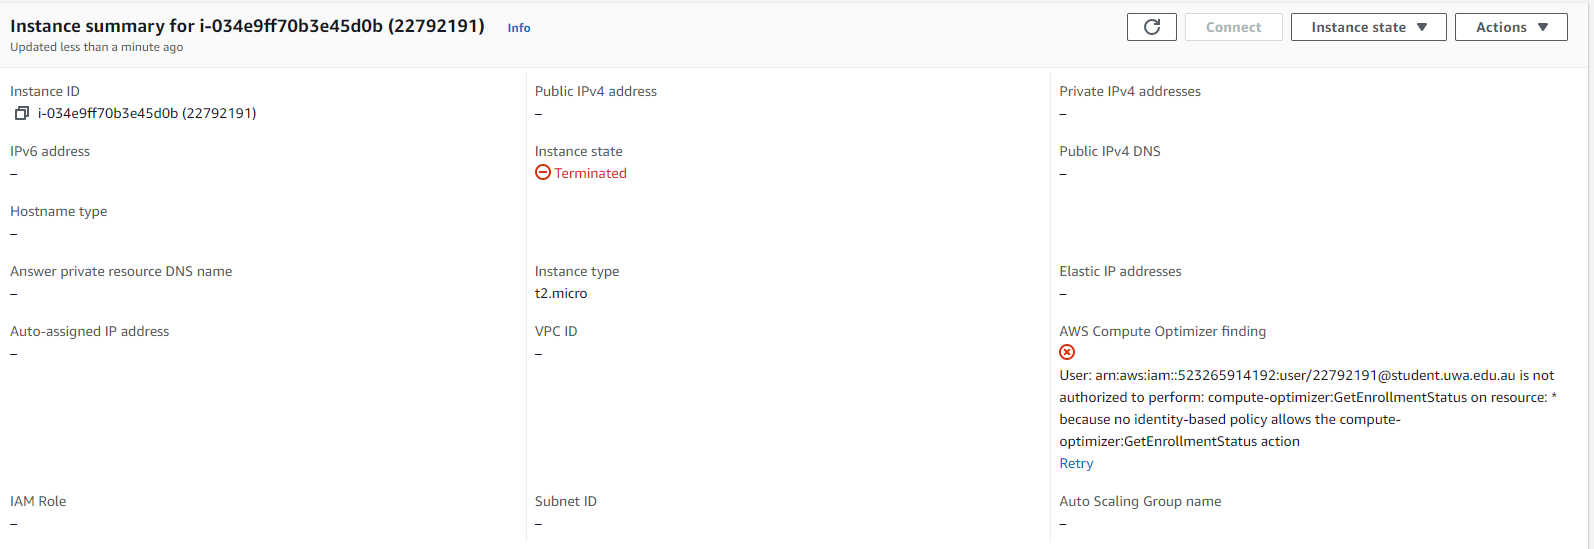 Instance summary for i-034e9ff70b3e45d0b (22792191) Info
Updated less than a minute ago
Connect
Instance state
Actions
Instance ID
i-034e9ff70b3e45d0b (22792191)
Public IPv4 address
–
Private IPv4 addresses
–
IPv6 address
–
Instance state
Terminated
Public IPv4 DNS
–
Hostname type
–
Answer private resource DNS name
–
Instance type
t2.micro
Elastic IP addresses
–
Auto-assigned IP address
–
VPC ID
–
AWS Compute Optimizer finding
User: arn:aws:iam::523265914192:user/22792191@student.uwa.edu.au is not
authorized to perform: compute-optimizer:GetEnrollmentStatus on resource: *
because no identity-based policy allows the compute-
optimizer:GetEnrollmentStatus action
Retry
IAM Role
–
Subnet ID
–
Auto Scaling Group name
–